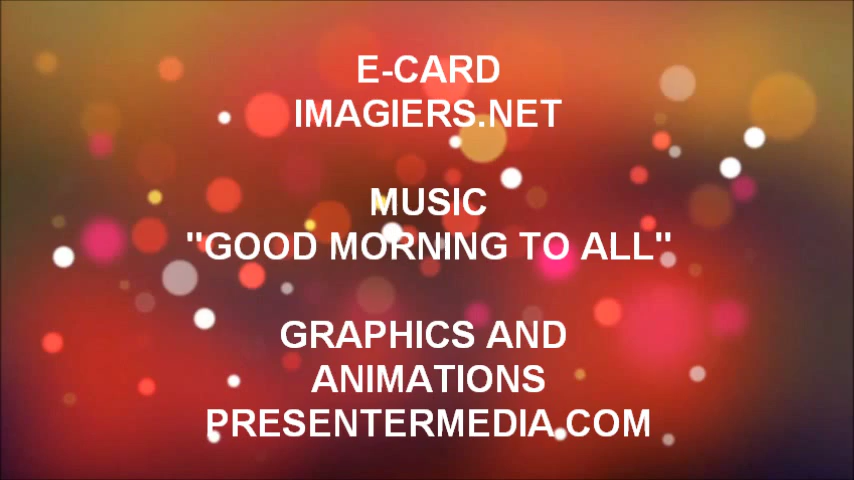 E-CARD
IMAGIERS.NET
MUSIC
"GOOD MORNING TO ALL"
GRAPHICS AND
ANIMATIONS
PRESENTERMEDIA.COM